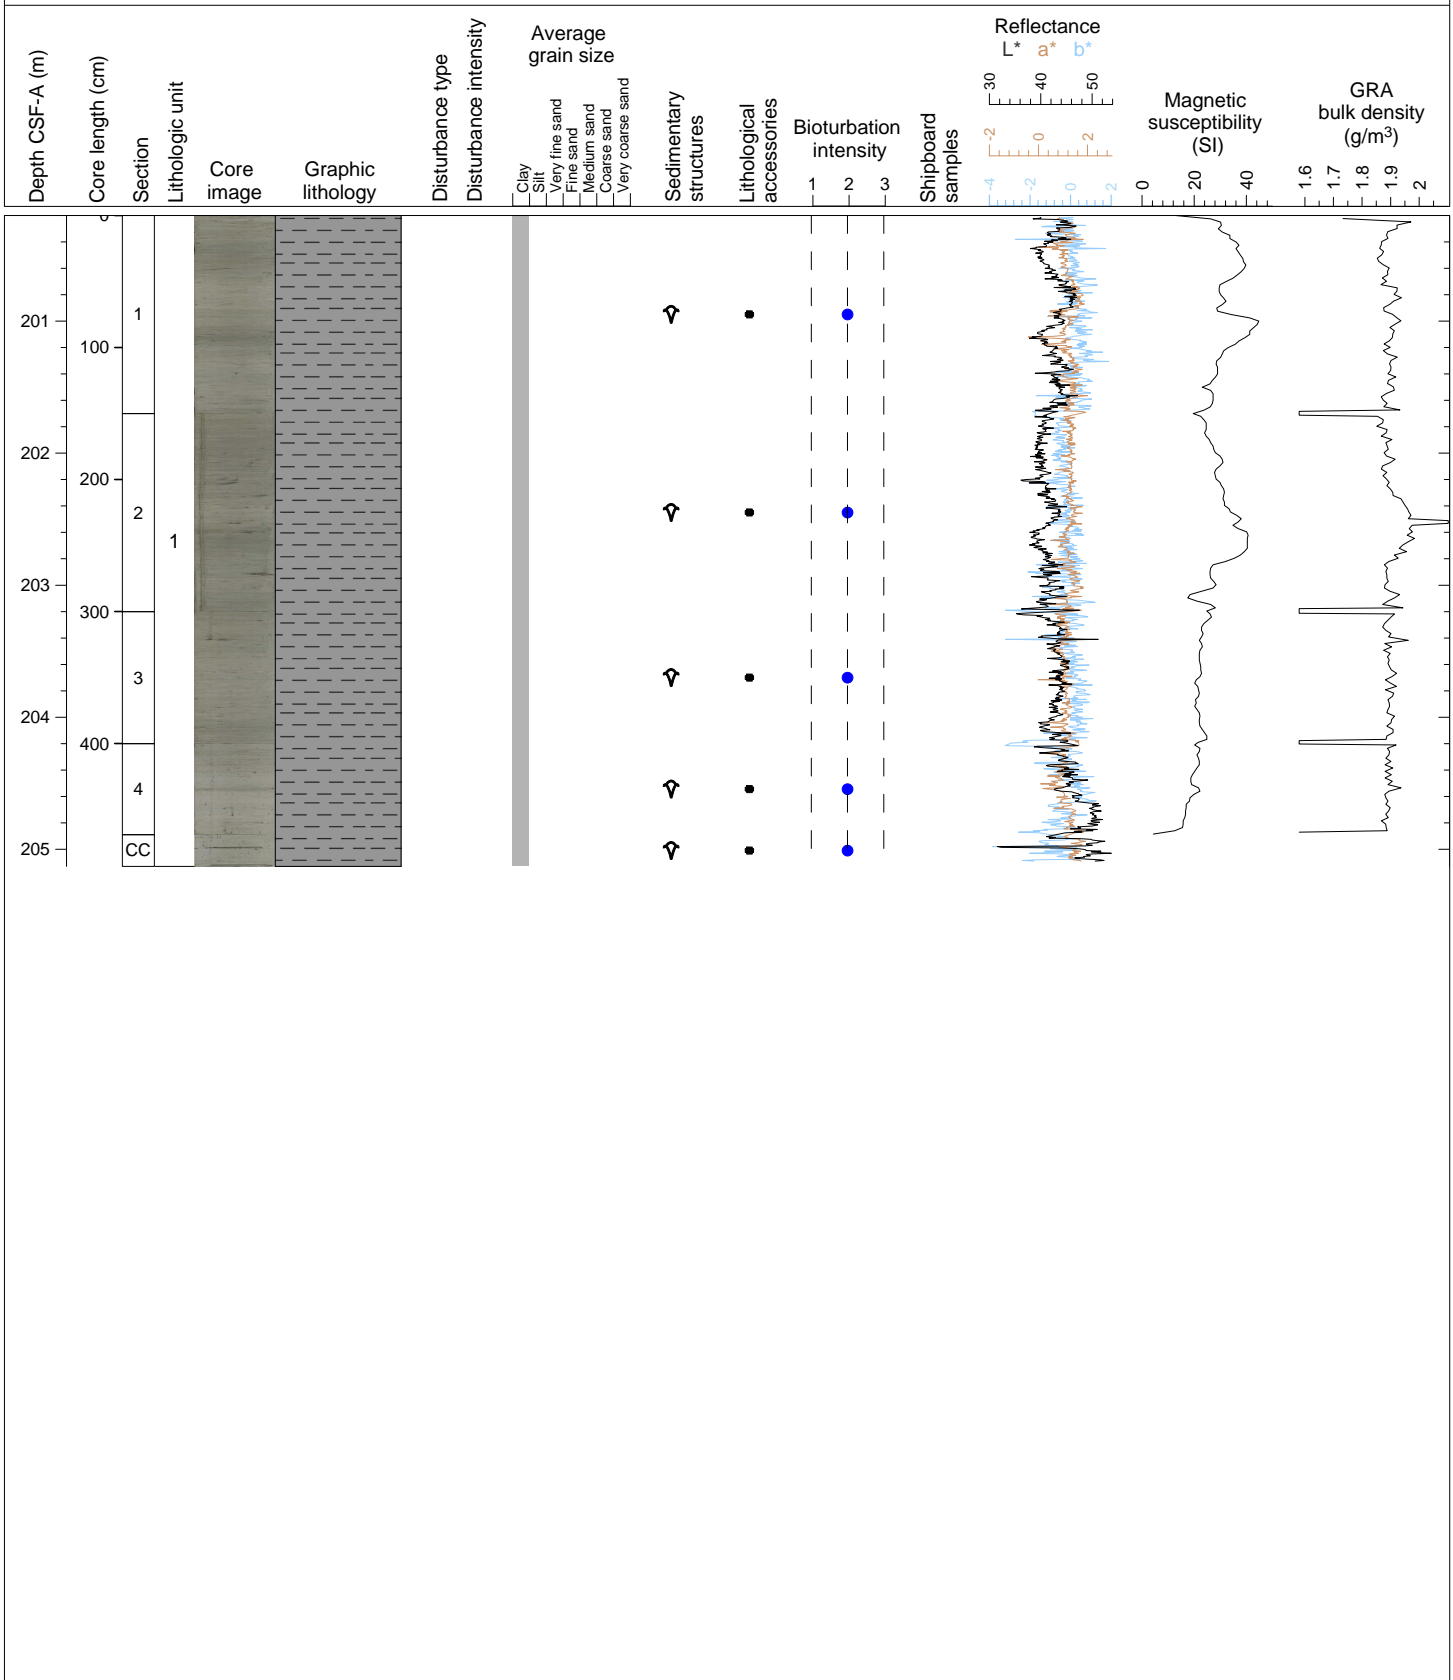 Depth CSF-A (m)
Core length (cm)
Section
Lithologic unit
Core
image
Graphic
lithology
Disturbance type
Disturbance intensity
Average
grain size
Clay
Silt
Very fine sand
Fine sand
Medium sand
Coarse sand
Very coarse sand
Sedimentary
structures
Lithological
accessories
Bioturbation
intensity
1 2 3
Shipboard
samples
Reflectance
L* a* b*
30 40 50
-2 0 2
-4 -2 0 2
Magnetic
susceptibility
(SI)
0 20 40
GRA
bulk density
(g/m3)
1.6 1.7 1.8 1.9 2
0
1
201
100
202
200
2
1
203
300
3
204
400
4
205
CC